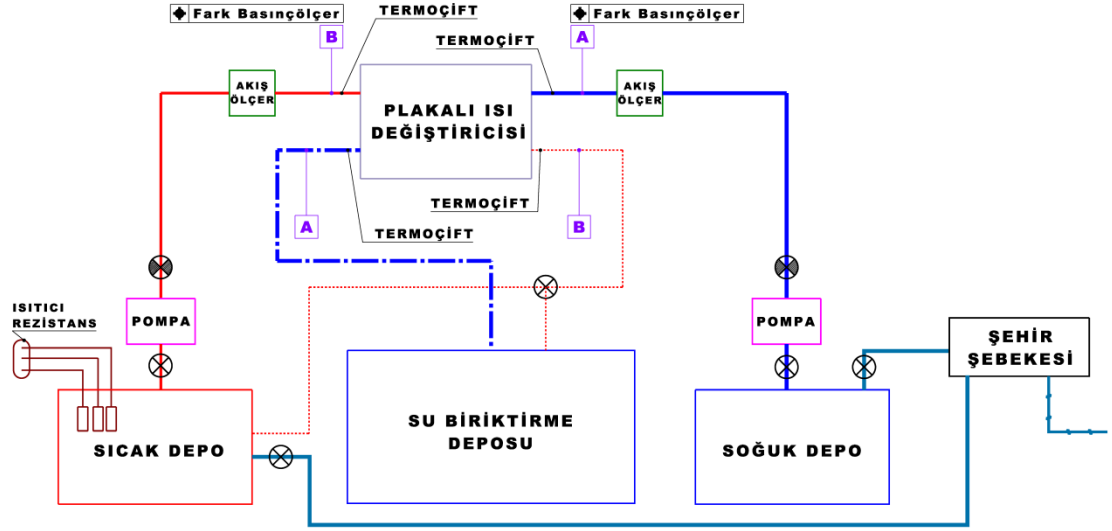 Fark Basınçölçer
TERMOÇİFT
Fark Basınçölçer
B
TERMOÇİFT
A
AKIŞ
ÖLÇER
PLAKALI ISI
DEĞİŞTİRİCİSİ
AKIŞ
ÖLÇER
TERMOÇİFT
A
B
TERMOÇİFT
ISITICI
REZİSTANS
POMPA
POMPA
ŞEHİR
ŞEBEKESİ
SICAK DEPO
SU BİRİKTİRME
DEPOSU
SOĞUK DEPO